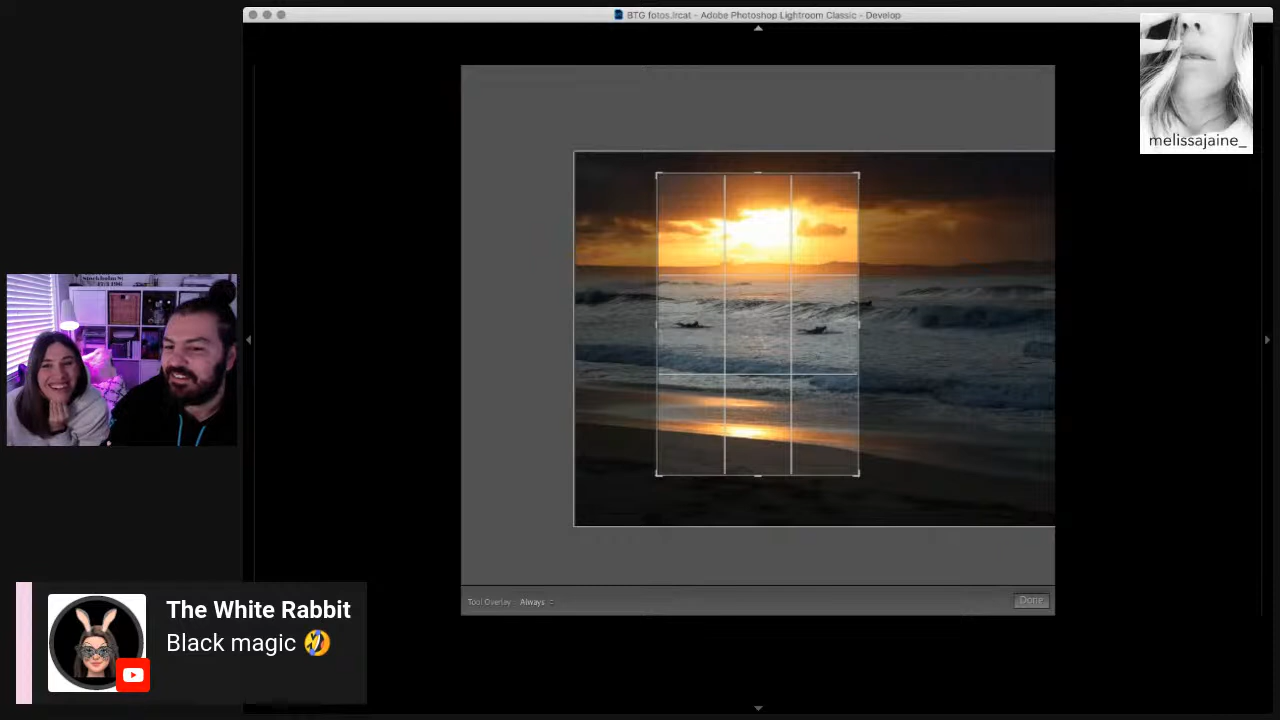 BTG fotos.lrcat - Adobe Photoshop Lightroom Classic - Develop
melissajaine_
Tool Overlay: Always
Done
The White Rabbit
Black magic 🤣